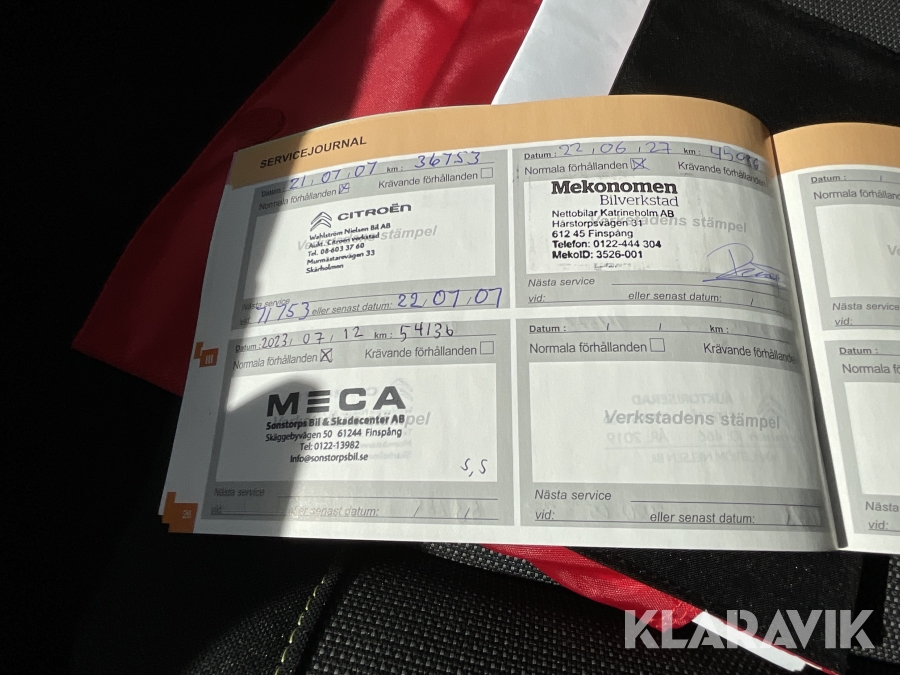 SERVICEJOURNAL
Datum: 21,07,07 km: 36753
Normala förhållanden ☒ Krävande förhållanden ☐
CITROËN
Wahlström Nielsen Bil AB
Aukt. Citroën verkstad
Tel. 08-603 37 60
Murmästarevägen 33
Skärholmen
stämpel
Nästa service
vid: 71753 eller senast datum: 22,07,07
Datum: 22,06,27 km:
Normala förhållanden ☒ Krävande förhållanden
Mekonomen
Bilverkstad
Nettobilar Katrineholm AB
Hårstorpsvägen 31
612 45 Finspång
Telefon: 0122-444 304
MekoID: 3526-001
Verkstadens stämpel
Nästa service
vid: eller senast datum: / /
Datum: 2023,07,12 km: 54136
Normala förhållanden ☒ Krävande förhållanden ☐
MECA
Sonstorps Bil & Skadecenter AB
Skäggebyvägen 50 61244 Finspång
Tel: 0122-13982
Info@sonstorpsbil.se
stämpel
S,S
Nästa service
vid: eller senast datum: / /
Datum: / / km:
Normala förhållanden ☐ Krävande förhållanden
Verkstadens stämpel
Nästa service
vid: eller senast datum: / /
Datum: / /
Normala förhållanden
Nästa service
vid:
Datum: /
Normala
Nästa
vid:
III
26
KLARAVIK